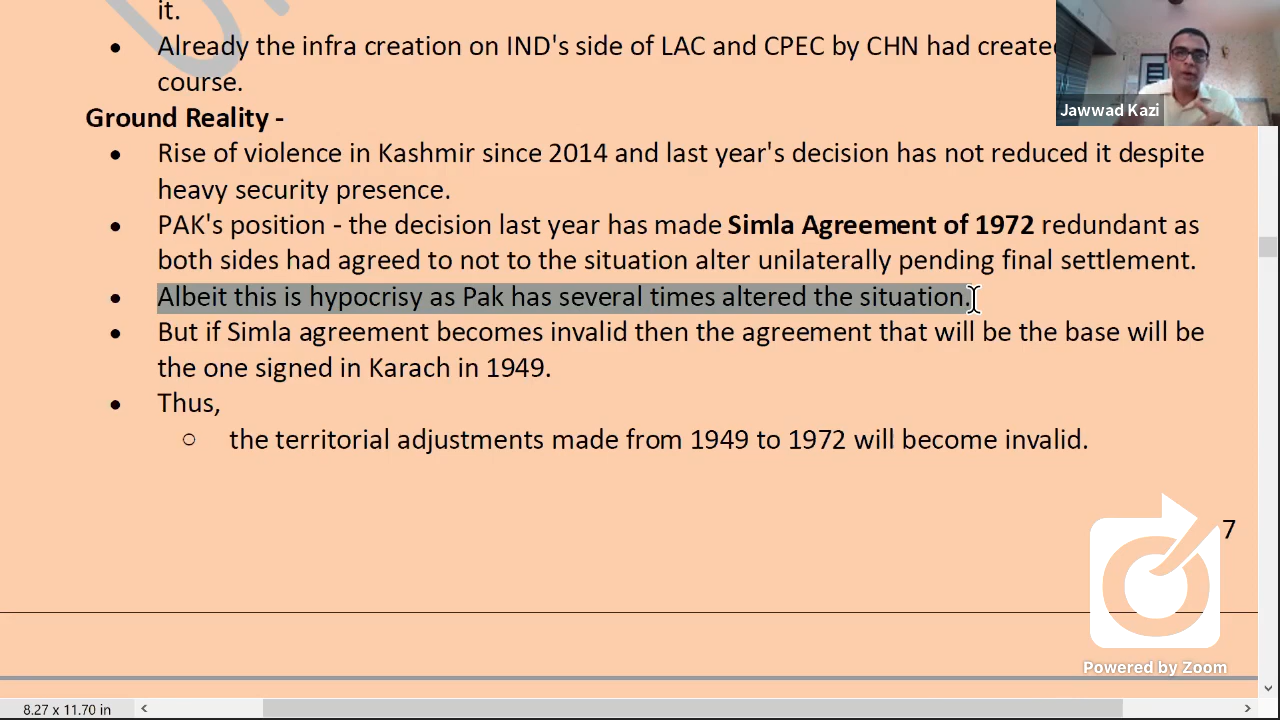 it.
• Already the infra creation on IND's side of LAC and CPEC by CHN had created
course.
Ground Reality -
• Rise of violence in Kashmir since 2014 and last year's decision has not reduced it despite
heavy security presence.
• PAK's position - the decision last year has made Simla Agreement of 1972 redundant as
both sides had agreed to not to the situation alter unilaterally pending final settlement.
• Albeit this is hypocrisy as Pak has several times altered the situation.
• But if Simla agreement becomes invalid then the agreement that will be the base will be
the one signed in Karach in 1949.
• Thus,
○ the territorial adjustments made from 1949 to 1972 will become invalid.
7
Jawwad Kazi
Powered by Zoom
8.27 x 11.70 in